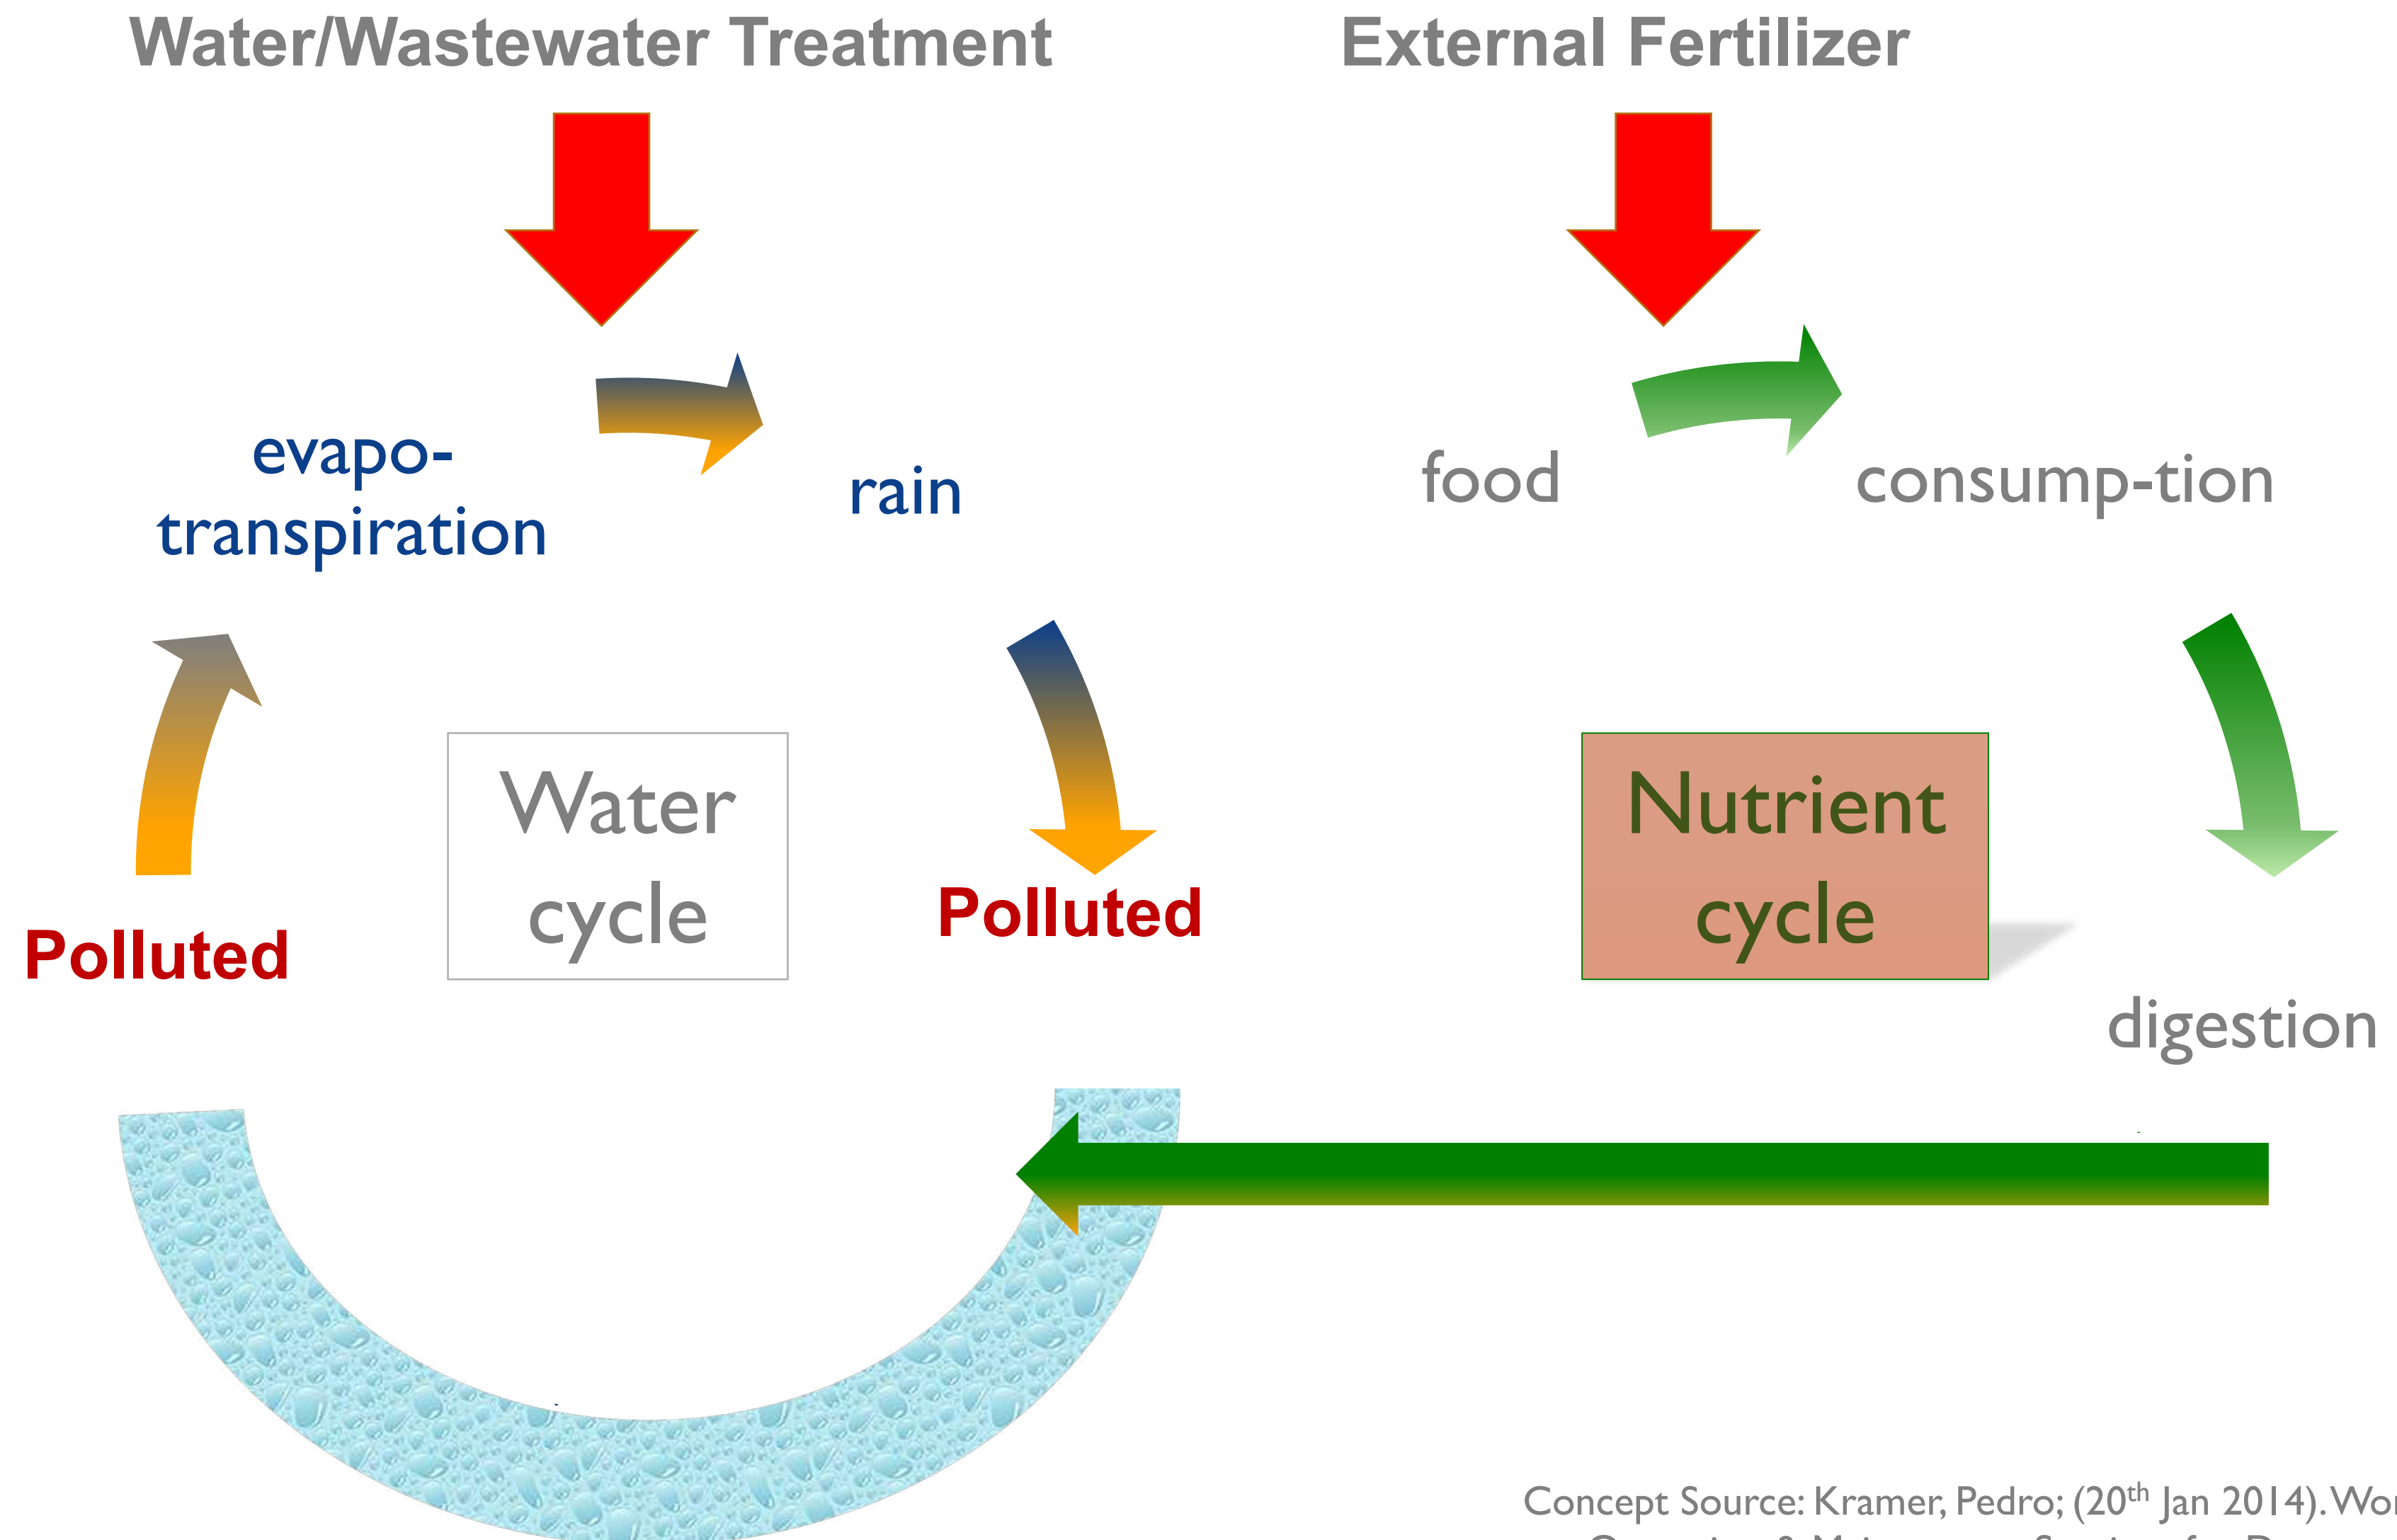 Water/Wastewater Treatment
External Fertilizer
evapo-
transpiration
rain
food
consump-tion
Water
cycle
Nutrient
cycle
Polluted
Polluted
digestion
Concept Source: Kramer, Pedro; (20th Jan 2014). Wor